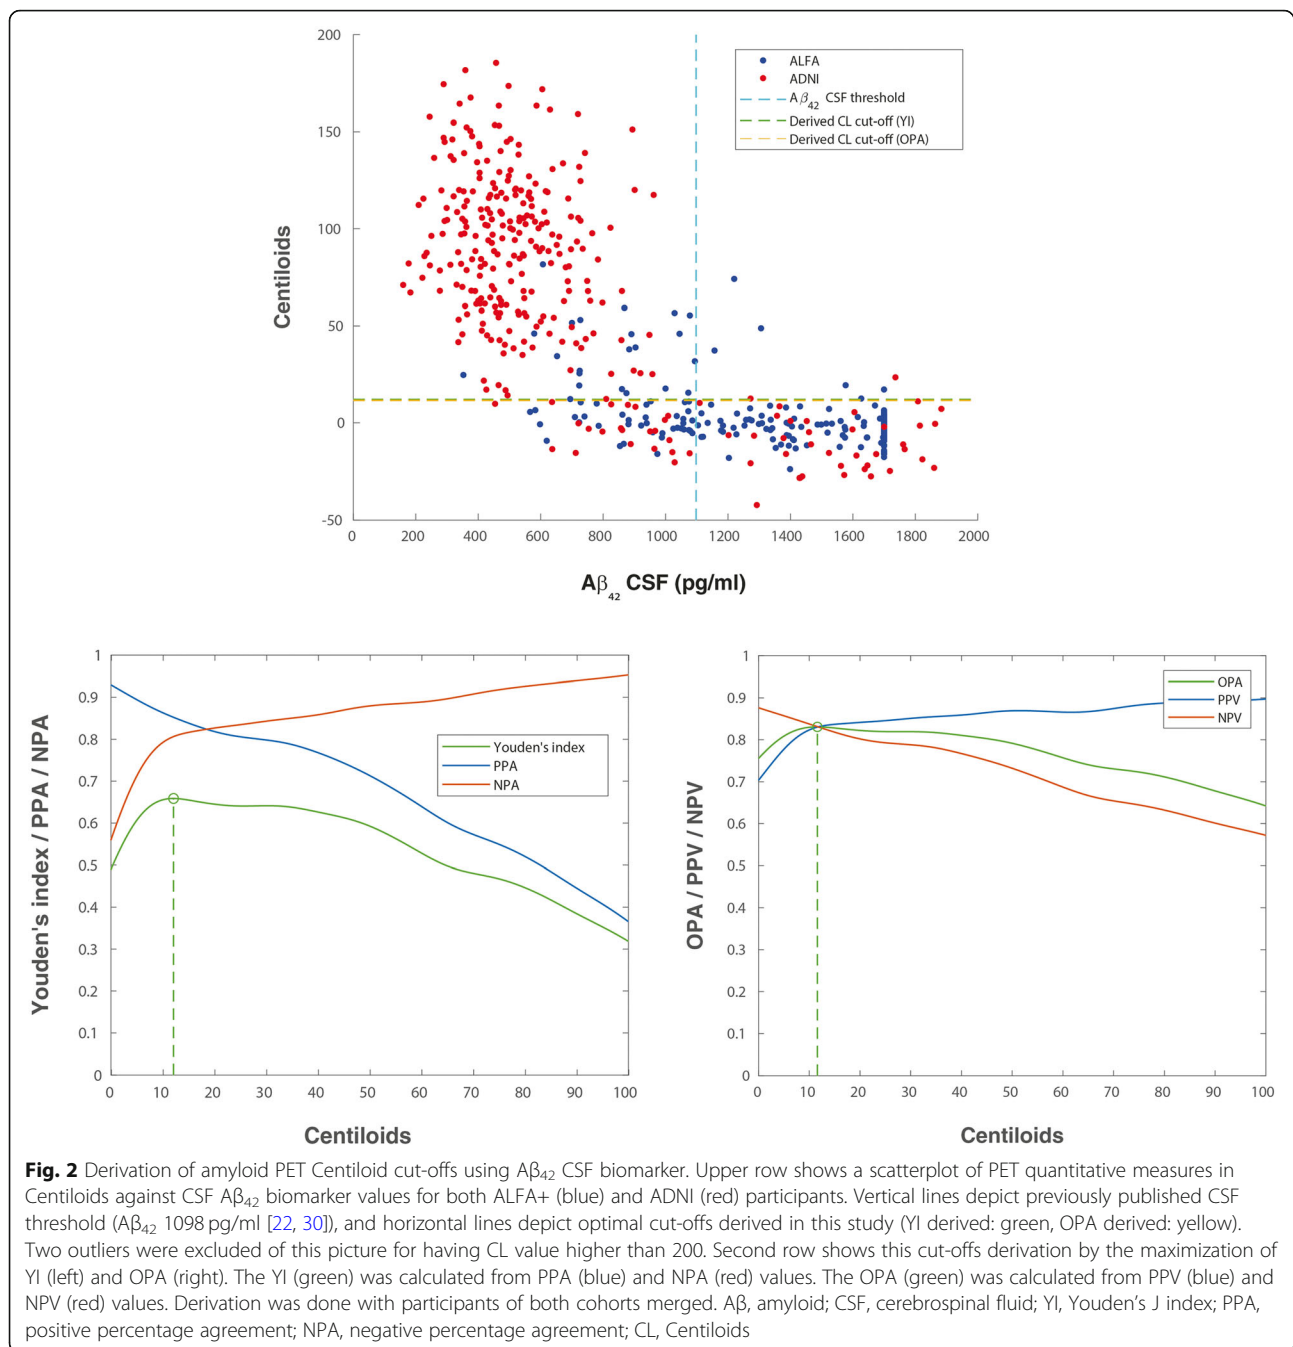 200
150
100
50
0
-50
Centiloids
ALFA
ADNI
Aβ42 CSF threshold
Derived CL cut-off (YI)
Derived CL cut-off (OPA)
0 200 400 600 800 1000 1200 1400 1600 1800 2000
Aβ42 CSF (pg/ml)
1
0.9
0.8
0.7
0.6
0.5
0.4
0.3
0.2
0.1
0
Youden's index / PPA / NPA
Youden's index
PPA
NPA
0 10 20 30 40 50 60 70 80 90 100
Centiloids
1
0.9
0.8
0.7
0.6
0.5
0.4
0.3
0.2
0.1
0
OPA / PPV / NPV
OPA
PPV
NPV
0 10 20 30 40 50 60 70 80 90 100
Centiloids
Fig. 2 Derivation of amyloid PET Centiloid cut-offs using Aβ42 CSF biomarker. Upper row shows a scatterplot of PET quantitative measures in
Centiloids against CSF Aβ42 biomarker values for both ALFA+ (blue) and ADNI (red) participants. Vertical lines depict previously published CSF
threshold (Aβ42 1098 pg/ml [22, 30]), and horizontal lines depict optimal cut-offs derived in this study (YI derived: green, OPA derived: yellow).
Two outliers were excluded of this picture for having CL value higher than 200. Second row shows this cut-offs derivation by the maximization of
YI (left) and OPA (right). The YI (green) was calculated from PPA (blue) and NPA (red) values. The OPA (green) was calculated from PPV (blue) and
NPV (red) values. Derivation was done with participants of both cohorts merged. Aβ, amyloid; CSF, cerebrospinal fluid; YI, Youden's J index; PPA,
positive percentage agreement; NPA, negative percentage agreement; CL, Centiloids